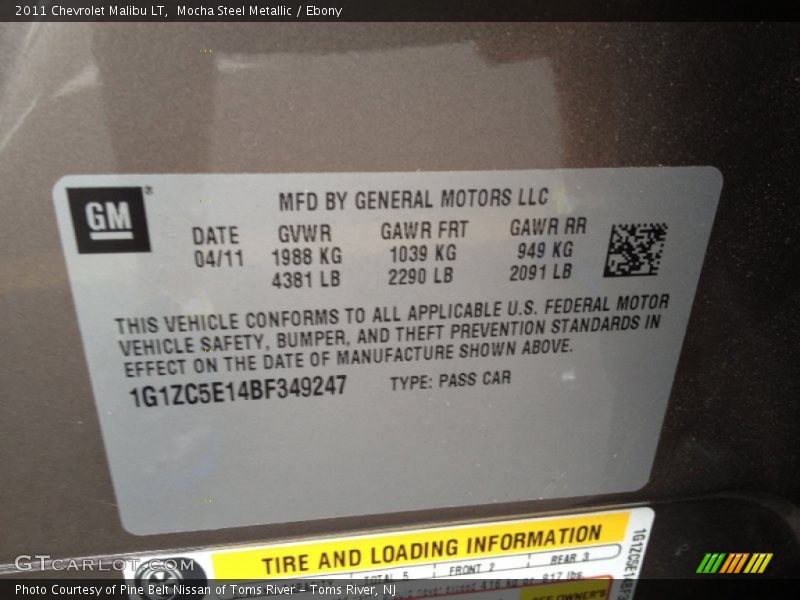 2011 Chevrolet Malibu LT, Mocha Steel Metallic / Ebony
GM
MFD BY GENERAL MOTORS LLC
DATE GVWR GAWR FRT GAWR RR
04/11 1988 KG 1039 KG 949 KG
4381 LB 2290 LB 2091 LB
THIS VEHICLE CONFORMS TO ALL APPLICABLE U.S. FEDERAL MOTOR
VEHICLE SAFETY, BUMPER, AND THEFT PREVENTION STANDARDS IN
EFFECT ON THE DATE OF MANUFACTURE SHOWN ABOVE.
1G1ZC5E14BF349247 TYPE: PASS CAR
TIRE AND LOADING INFORMATION
TOTAL 5 FRONT 2 REAR 3
917 lbs.
SEE OWNER'S
GTCARLOT.COM
Photo Courtesy of Pine Belt Nissan of Toms River – Toms River, NJ